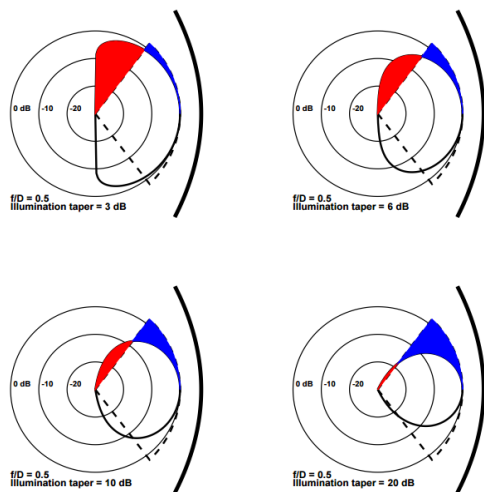 0 dB -10 -20
f/D = 0.5
Illumination taper = 3 dB
0 dB -10 -20
f/D = 0.5
Illumination taper = 6 dB
0 dB -10 -20
f/D = 0.5
Illumination taper = 10 dB
0 dB -10 -20
f/D = 0.5
Illumination taper = 20 dB